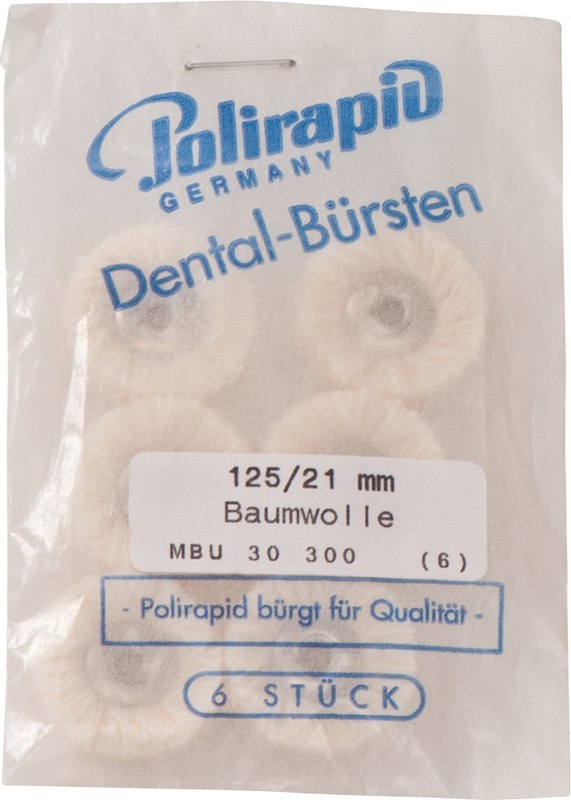 Polirapid
GERMANY
Dental-Bürsten
125/21 mm
Baumwolle
MBU 30 300 (6)
- Polirapid bürgt für Qualität -
6 STÜCK